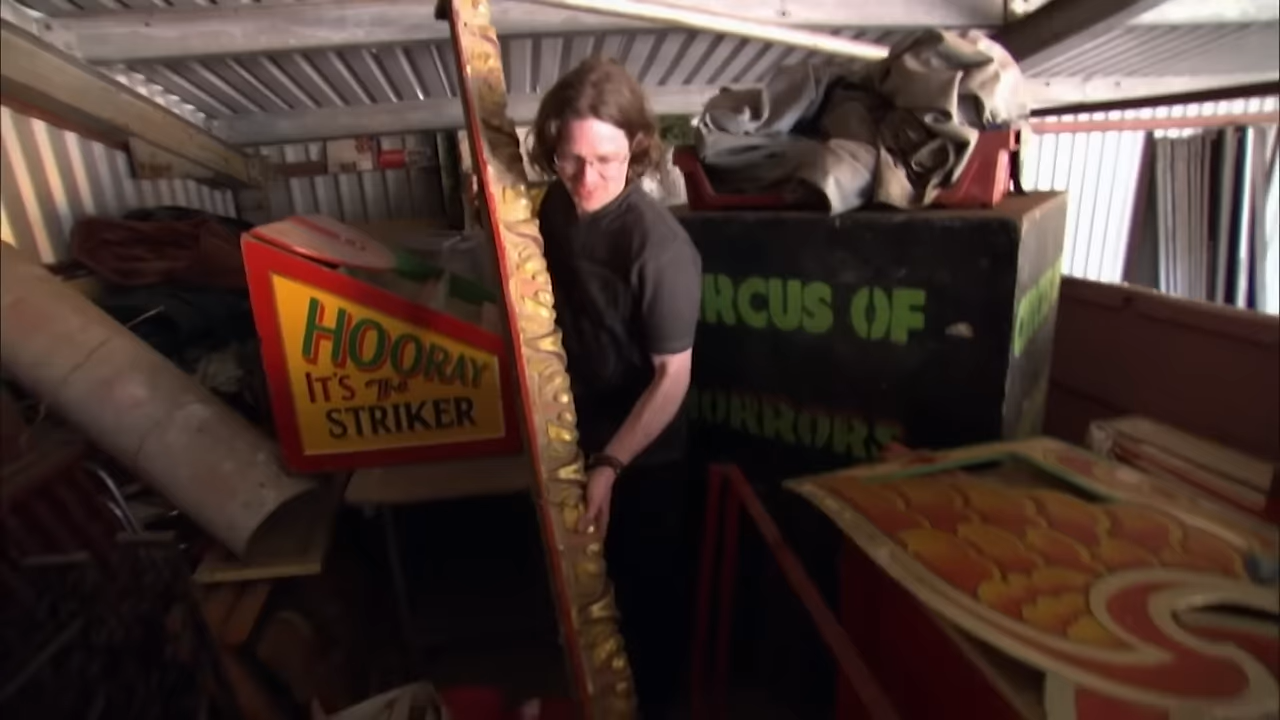 HOORAY
IT'S The
STRIKER
RCUS OF
HORRORS